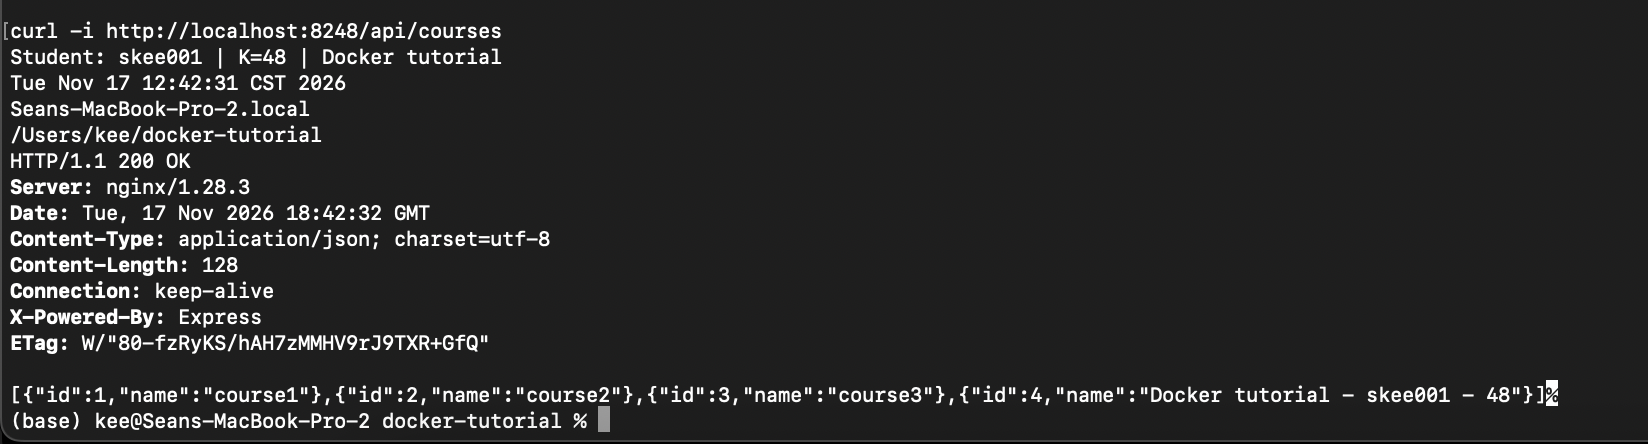 [curl -i http://localhost:8248/api/courses
Student: skee001 | K=48 | Docker tutorial
Tue Nov 17 12:42:31 CST 2026
Seans-MacBook-Pro-2.local
/Users/kee/docker-tutorial
HTTP/1.1 200 OK
Server: nginx/1.28.3
Date: Tue, 17 Nov 2026 18:42:32 GMT
Content-Type: application/json; charset=utf-8
Content-Length: 128
Connection: keep-alive
X-Powered-By: Express
ETag: W/"80-fzRyKS/hAH7zMMHV9rJ9TXR+GfQ"
[{"id":1,"name":"course1"},{"id":2,"name":"course2"},{"id":3,"name":"course3"},{"id":4,"name":"Docker tutorial - skee001 - 48"}]%
(base) kee@Seans-MacBook-Pro-2 docker-tutorial %